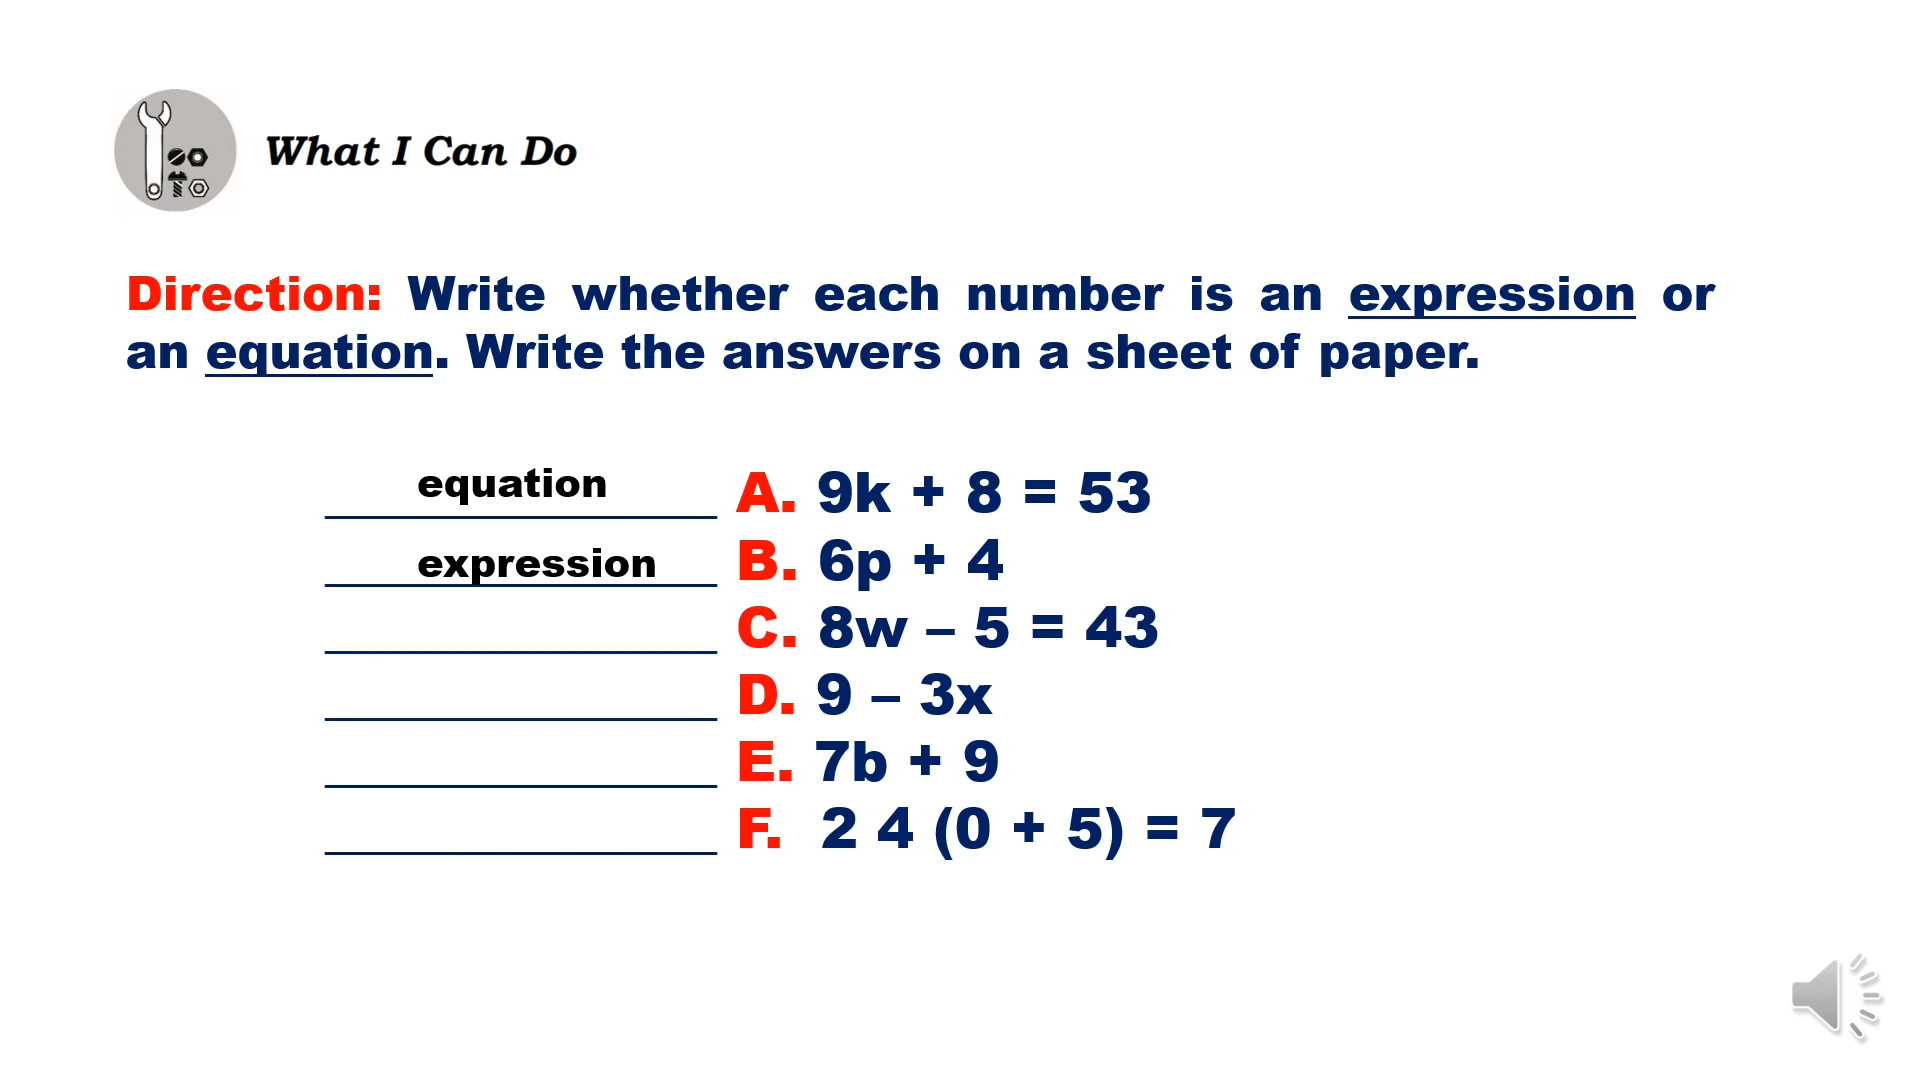 What I Can Do
Direction: Write whether each number is an expression or
an equation. Write the answers on a sheet of paper.
equation A. 9k + 8 = 53
expression B. 6p + 4
C. 8w – 5 = 43
D. 9 – 3x
E. 7b + 9
F. 2 4 (0 + 5) = 7